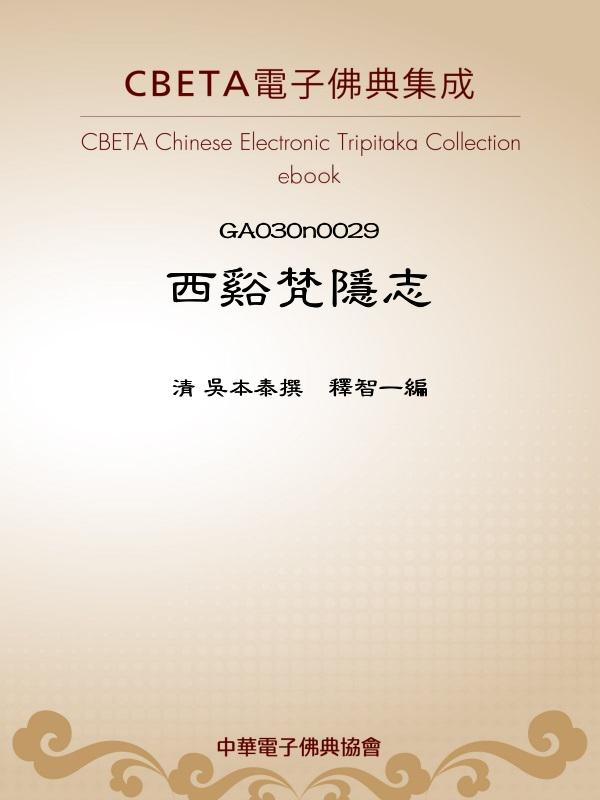 CBETA電子佛典集成
CBETA Chinese Electronic Tripitaka Collection
ebook
GA030n0029
西谿梵隱志
清 吳本泰撰　釋智一編
中華電子佛典協會